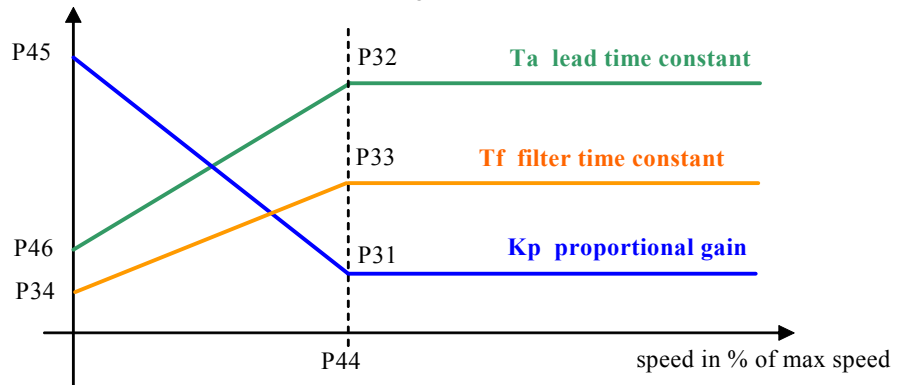 P45
P32
Ta lead time constant
P33
Tf filter time constant
P46
P31
Kp proportional gain
P34
P44
speed in % of max speed